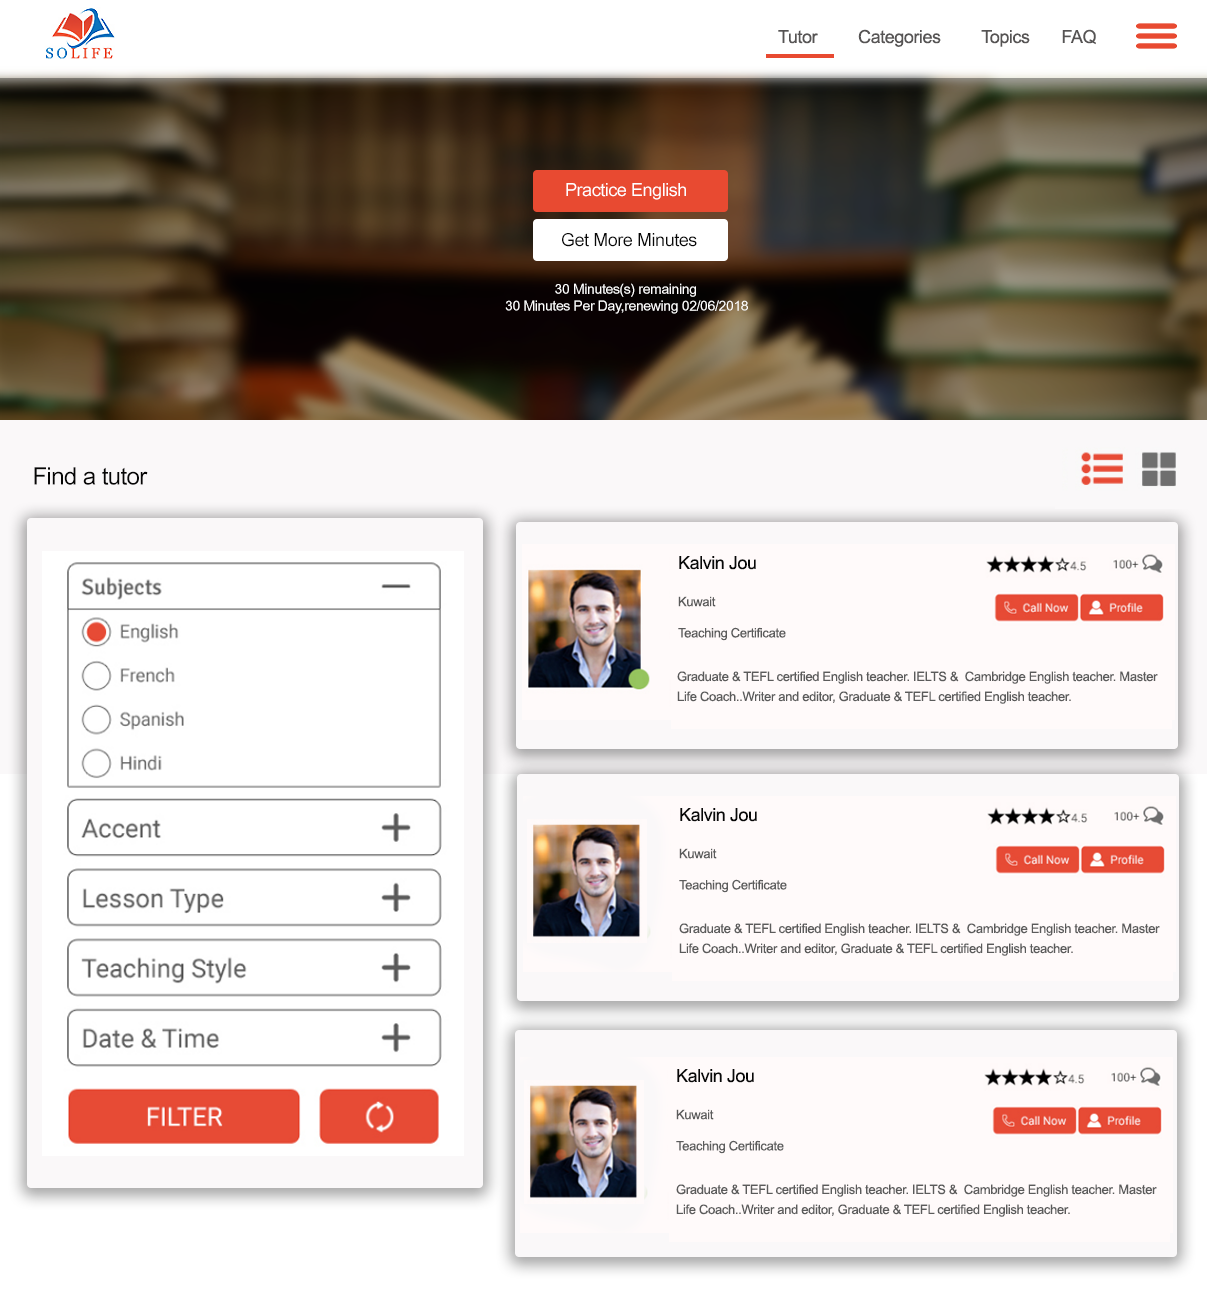 SOLIFE
Tutor
Categories
Topics
FAQ
Practice English
Get More Minutes
30 Minutes(s) remaining
30 Minutes Per Day,renewing 02/06/2018
Find a tutor
Subjects
English
French
Spanish
Hindi
Accent
Lesson Type
Teaching Style
Date & Time
FILTER
Kalvin Jou
4.5
100+
Kuwait
Call Now
Profile
Teaching Certificate
Graduate & TEFL certified English teacher. IELTS & Cambridge English teacher. Master
Life Coach..Writer and editor, Graduate & TEFL certified English teacher.
Kalvin Jou
4.5
100+
Kuwait
Call Now
Profile
Teaching Certificate
Graduate & TEFL certified English teacher. IELTS & Cambridge English teacher. Master
Life Coach..Writer and editor, Graduate & TEFL certified English teacher.
Kalvin Jou
4.5
100+
Kuwait
Call Now
Profile
Teaching Certificate
Graduate & TEFL certified English teacher. IELTS & Cambridge English teacher. Master
Life Coach..Writer and editor, Graduate & TEFL certified English teacher.